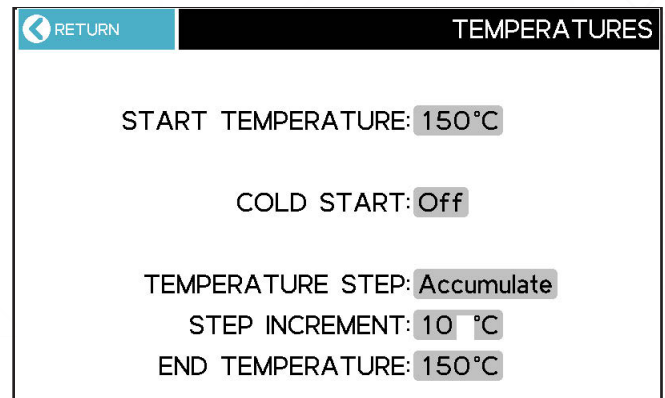 RETURN
TEMPERATURES
START TEMPERATURE: 150°C
COLD START: Off
TEMPERATURE STEP: Accumulate
STEP INCREMENT: 10 °C
END TEMPERATURE: 150°C